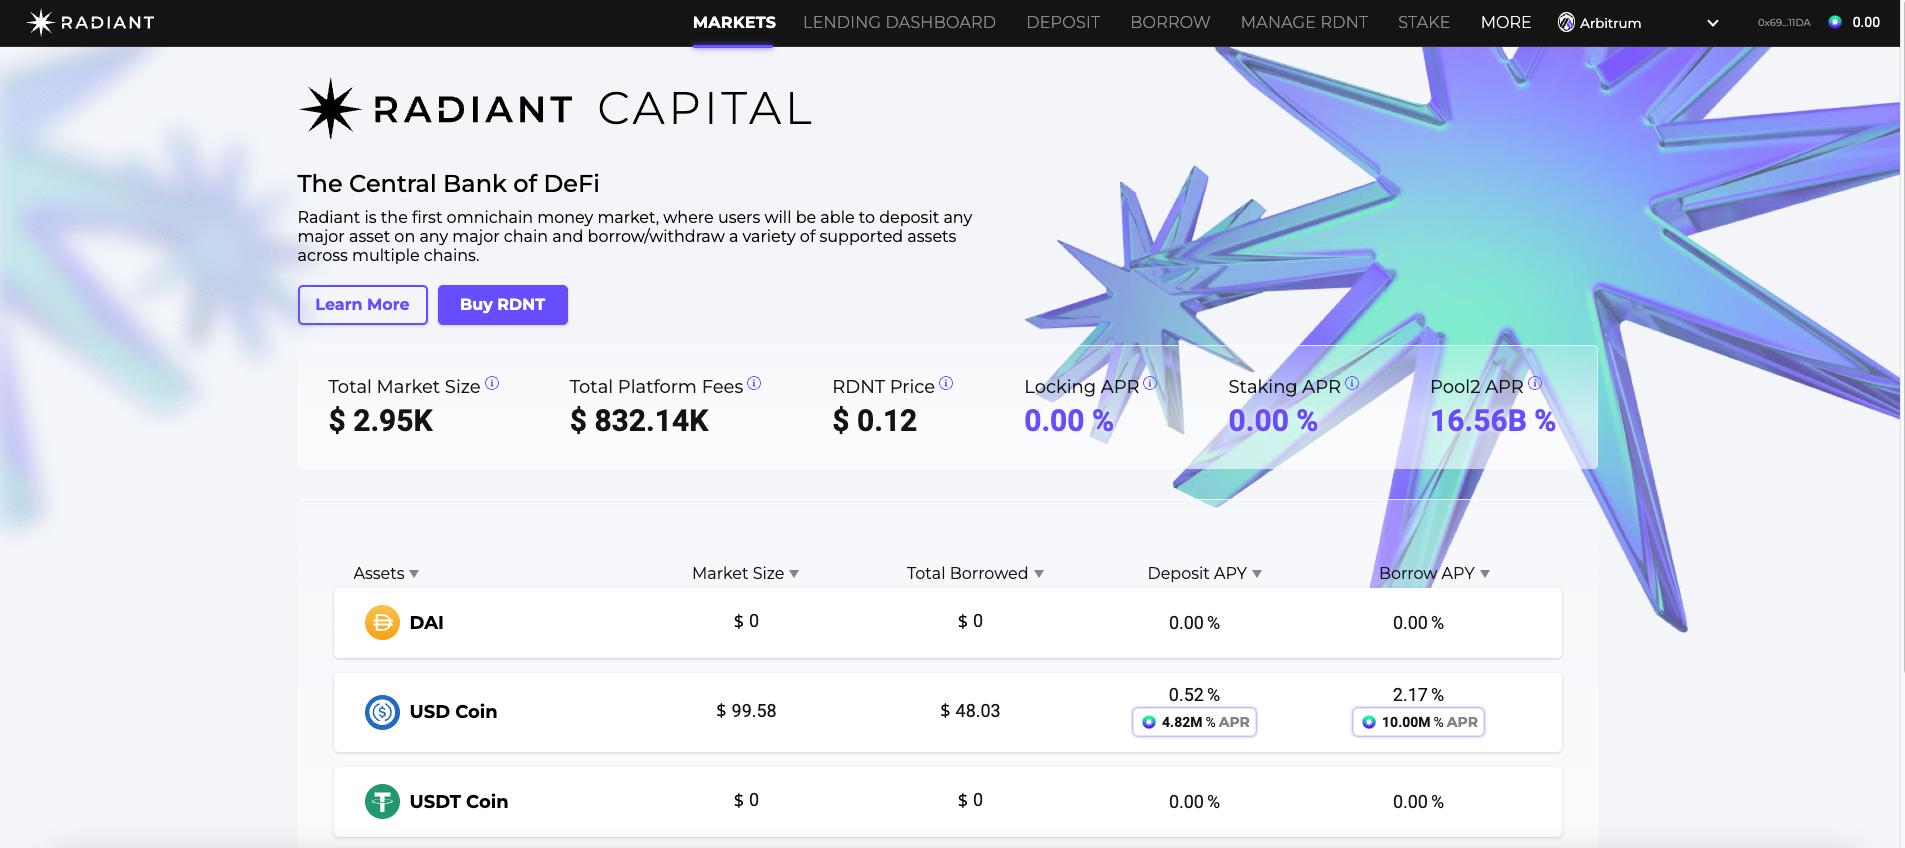 RADIANT
MARKETS LENDING DASHBOARD DEPOSIT BORROW MANAGE RDNT STAKE MORE Arbitrum 0x69...11DA 0.00
RADIANT CAPITAL
The Central Bank of DeFi
Radiant is the first omnichain money market, where users will be able to deposit any
major asset on any major chain and borrow/withdraw a variety of supported assets
across multiple chains.
Learn More Buy RDNT
Total Market Size Total Platform Fees RDNT Price Locking APR Staking APR Pool2 APR
$ 2.95K $ 832.14K $ 0.12 0.00 % 0.00 % 16.56B %
Assets Market Size Total Borrowed Deposit APY Borrow APY
DAI $ 0 $ 0 0.00 % 0.00 %
0.52 % 2.17 %
USD Coin $ 99.58 $ 48.03
4.82M % APR 10.00M % APR
USDT Coin $ 0 $ 0 0.00 % 0.00 %